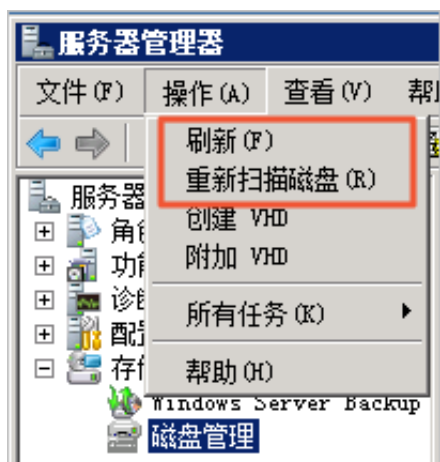 服务器管理器
文件(F) 操作(A) 查看(V)
刷新(F)
重新扫描磁盘(R)
创建 VHD
附加 VHD
所有任务(K)
帮助(H)
服务器
Windows Server Backup
磁盘管理